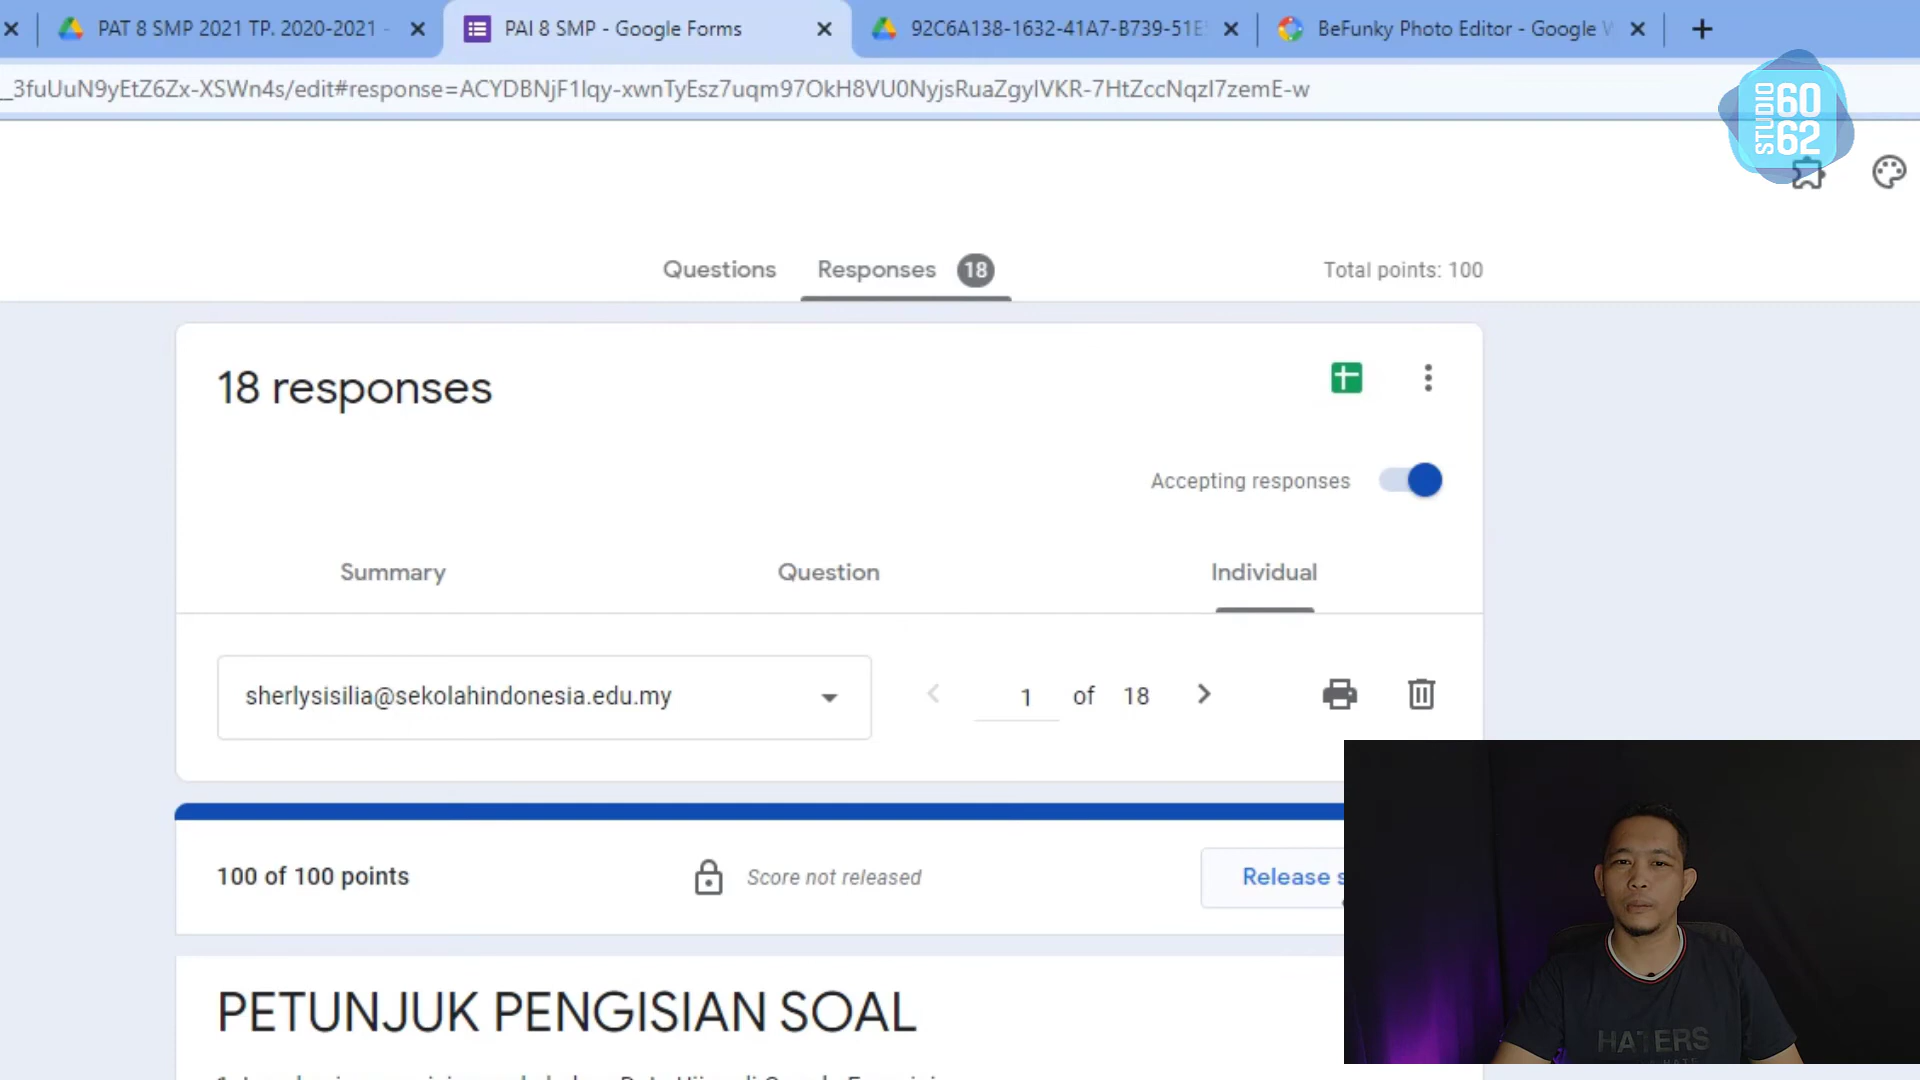 PAT 8 SMP 2021 TP. 2020-2021 -
PAI 8 SMP - Google Forms
92C6A138-1632-41A7-B739-51E
BeFunky Photo Editor - Google
_3fuUuN9yEtZ6Zx-XSWn4s/edit#response=ACYDBNjF1lqy-xwnTyEsz7uqm97OkH8VU0NyjsRuaZgyIVKR-7HtZccNqzI7zemE-w
STUDIO 60 62
Questions
Responses 18
Total points: 100
18 responses
Accepting responses
Summary
Question
Individual
sherlysisilia@sekolahindonesia.edu.my
1 of 18
100 of 100 points
Score not released
Release s
PETUNJUK PENGISIAN SOAL
HATERS